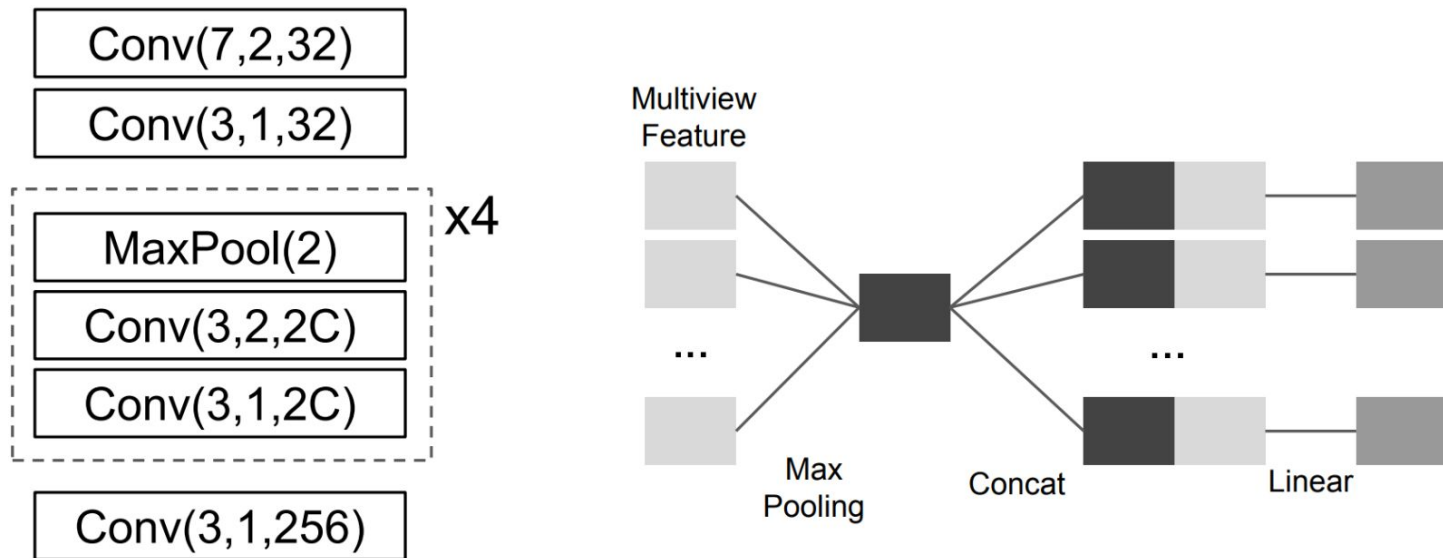 Conv(7,2,32)
Conv(3,1,32)
MaxPool(2)
Conv(3,2,2C)
Conv(3,1,2C)
x4
Conv(3,1,256)
Multiview
Feature
...
Max
Pooling
Concat
...
Linear